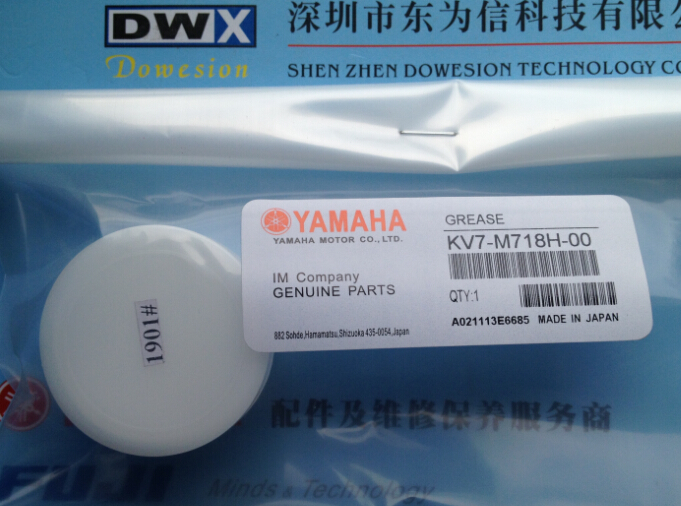 DWX
Dowesion
深圳市东为信科技有限
SHEN ZHEN DOWESION TECHNOLOGY CO
YAMAHA
YAMAHA MOTOR CO., LTD.
IM Company
GENUINE PARTS
882 Sohde,Hamamatsu,Shizuoka 435-0054,Japan
GREASE
KV7-M718H-00
QTY:1
A021113E6685 MADE IN JAPAN
1901#
配件及维修保养服务商
FUJI
Minds & Technology